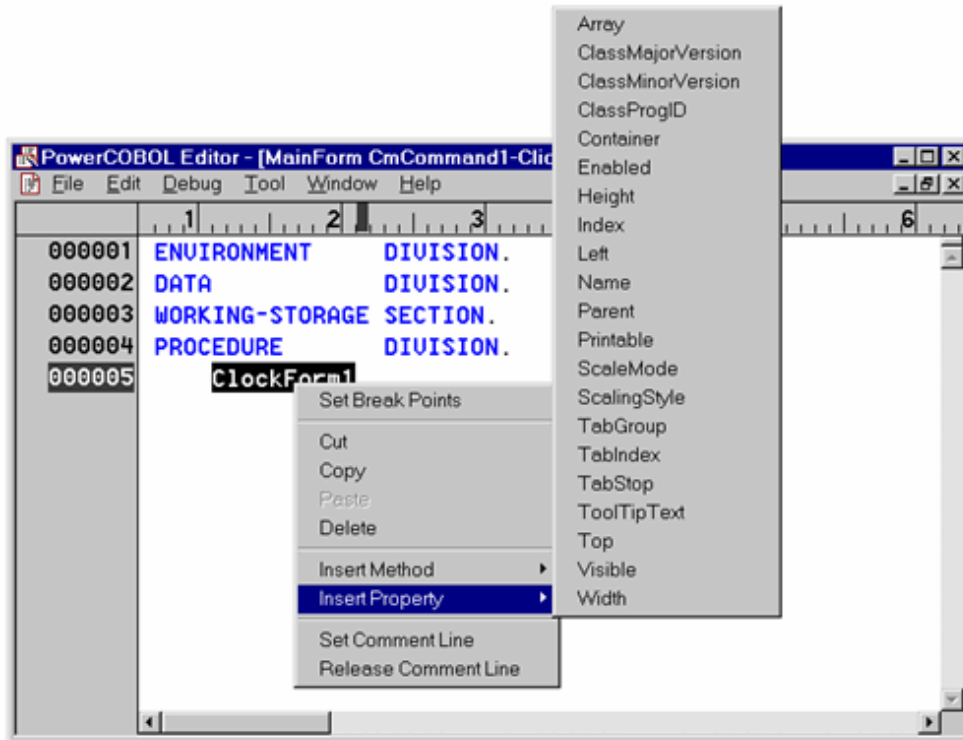 PowerCOBOL Editor - [MainForm CmCommand1-Clic
File Edit Debug Tool Window Help
1 2 3 6
000001 ENVIRONMENT DIVISION.
000002 DATA DIVISION.
000003 WORKING-STORAGE SECTION.
000004 PROCEDURE DIVISION.
000005 ClockForm1
Set Break Points
Cut
Copy
Paste
Delete
Insert Method
Insert Property
Set Comment Line
Release Comment Line
Array
ClassMajorVersion
ClassMinorVersion
ClassProgID
Container
Enabled
Height
Index
Left
Name
Parent
Printable
ScaleMode
ScalingStyle
TabGroup
TabIndex
TabStop
ToolTipText
Top
Visible
Width